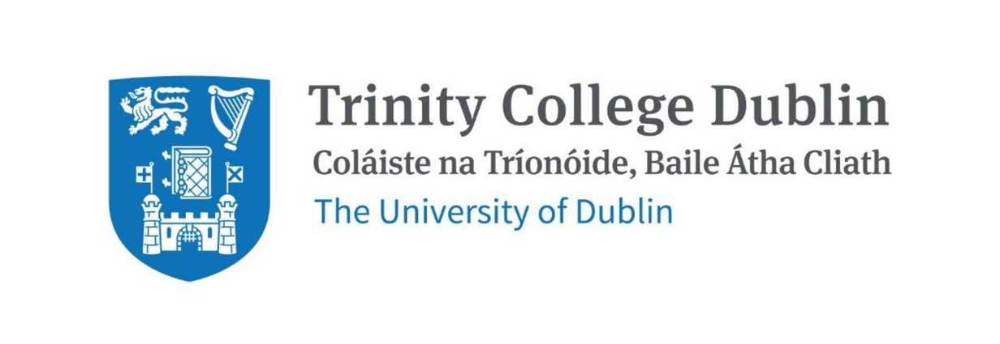 Trinity College Dublin
Coláiste na Tríonóide, Baile Átha Cliath
The University of Dublin